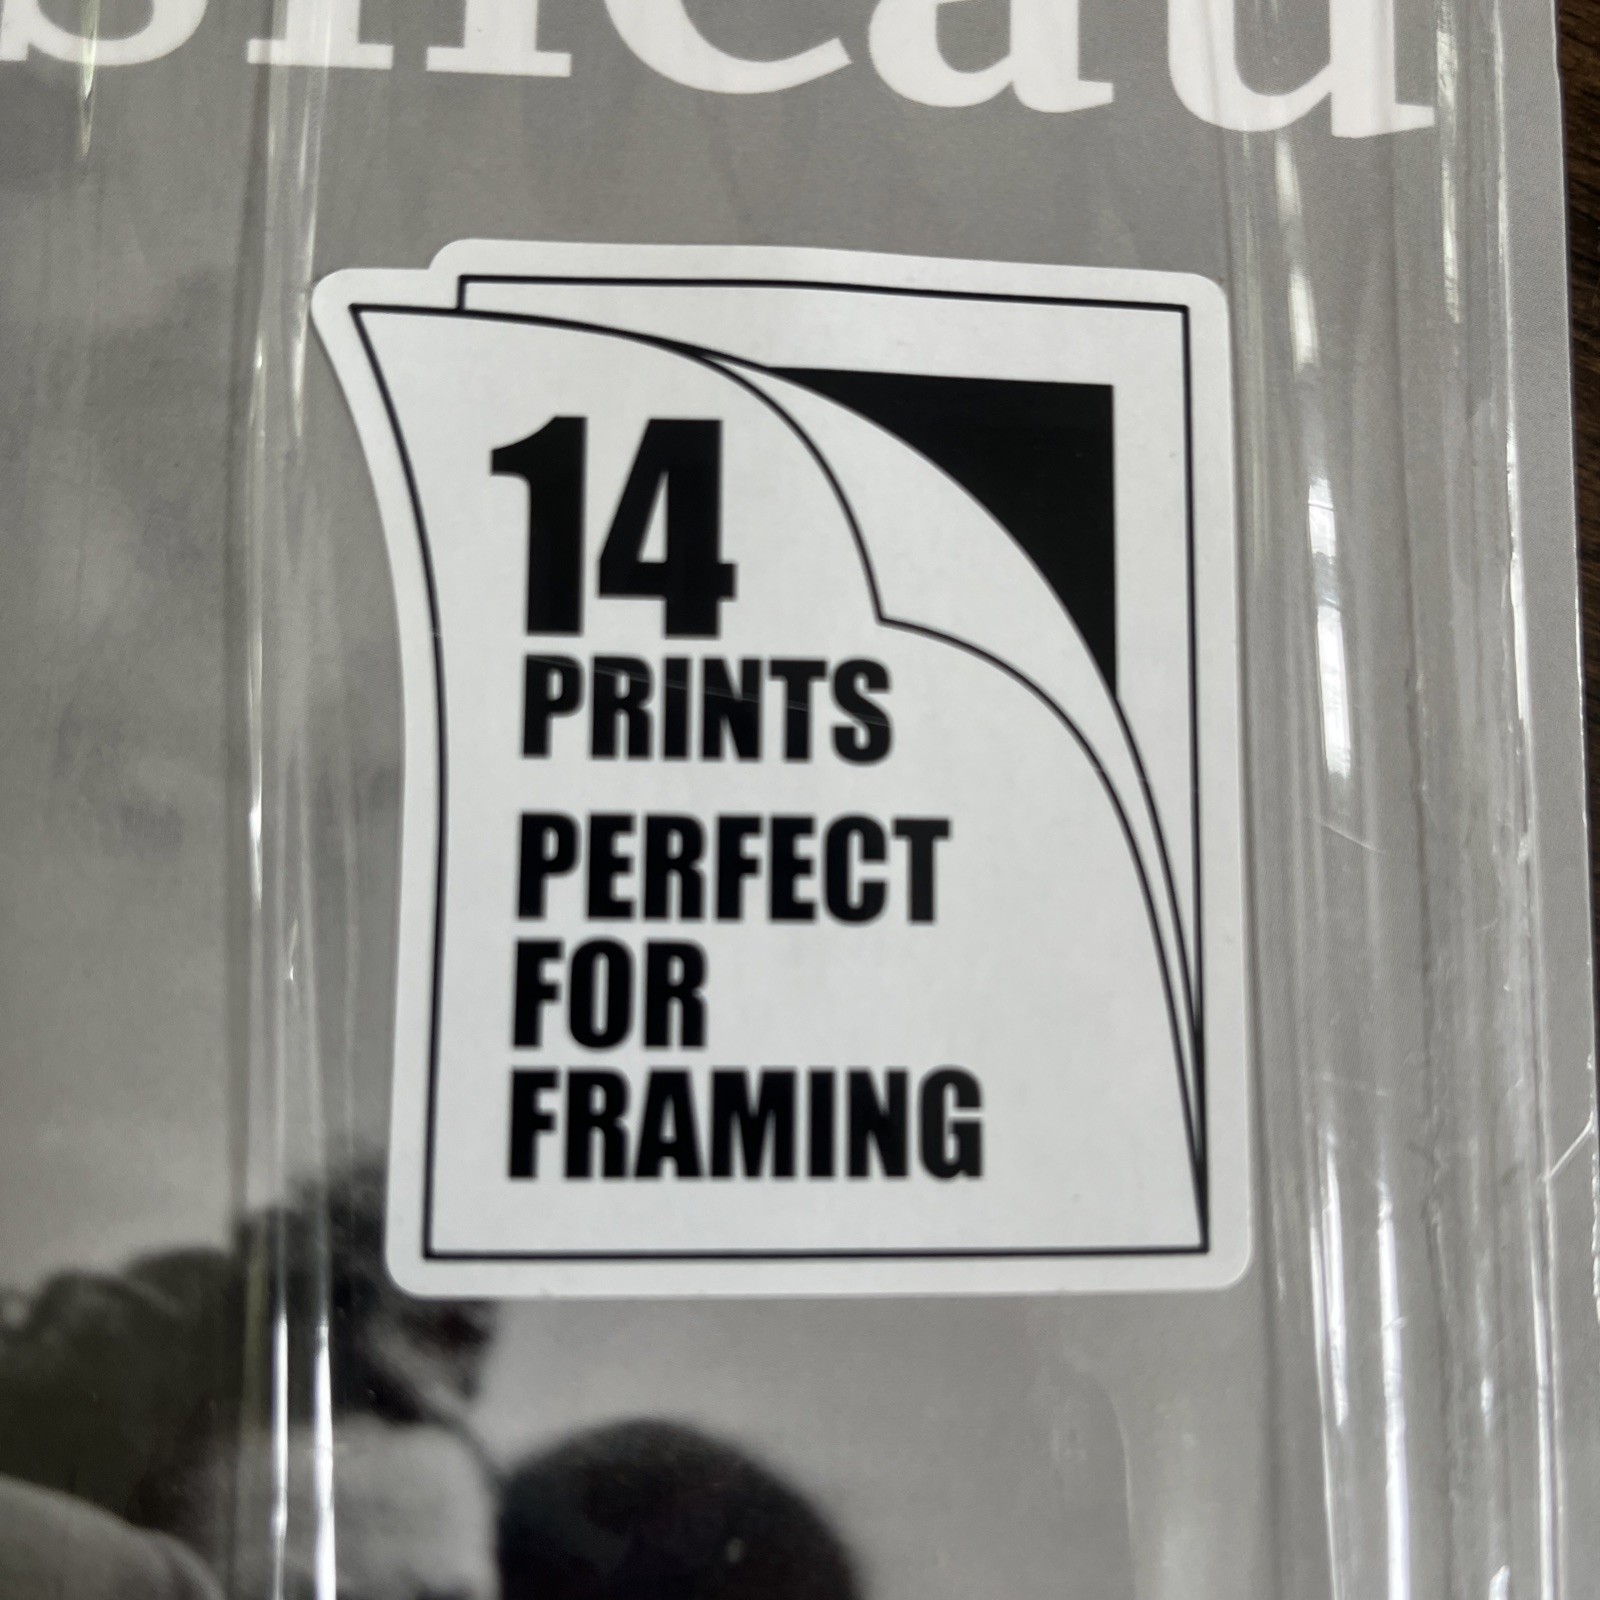 14
PRINTS
PERFECT
FOR
FRAMING